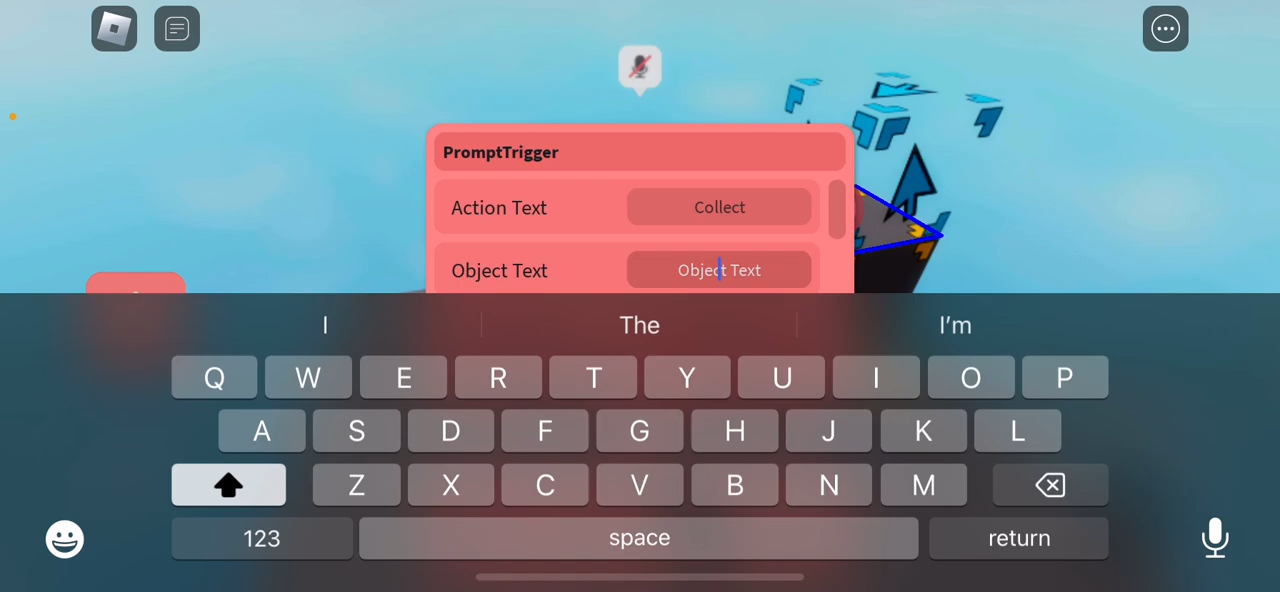 PromptTrigger
Action Text Collect
Object Text Object Text
I The I'm
Q W E R T Y U I O P
A S D F G H J K L
Z X C V B N M
123 space return